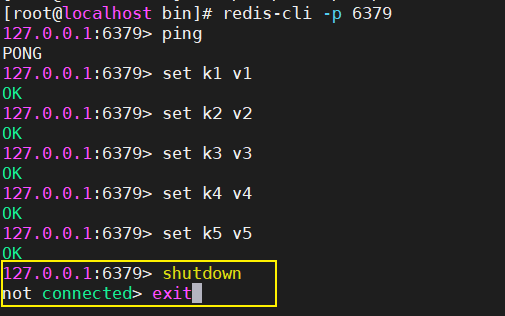 [root@localhost bin]# redis-cli -p 6379
127.0.0.1:6379> ping
PONG
127.0.0.1:6379> set k1 v1
OK
127.0.0.1:6379> set k2 v2
OK
127.0.0.1:6379> set k3 v3
OK
127.0.0.1:6379> set k4 v4
OK
127.0.0.1:6379> set k5 v5
OK
127.0.0.1:6379> shutdown
not connected> exit